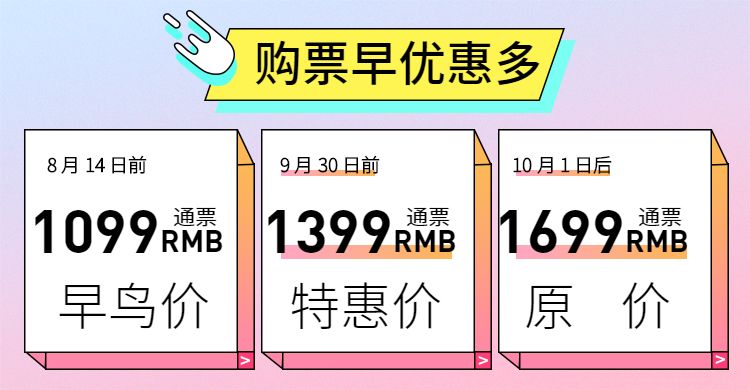 购票早优惠多
8月14日前
1099通票RMB
早鸟价
>
9月30日前
1399通票RMB
特惠价
>
10月1日后
1699通票RMB
原 价
>